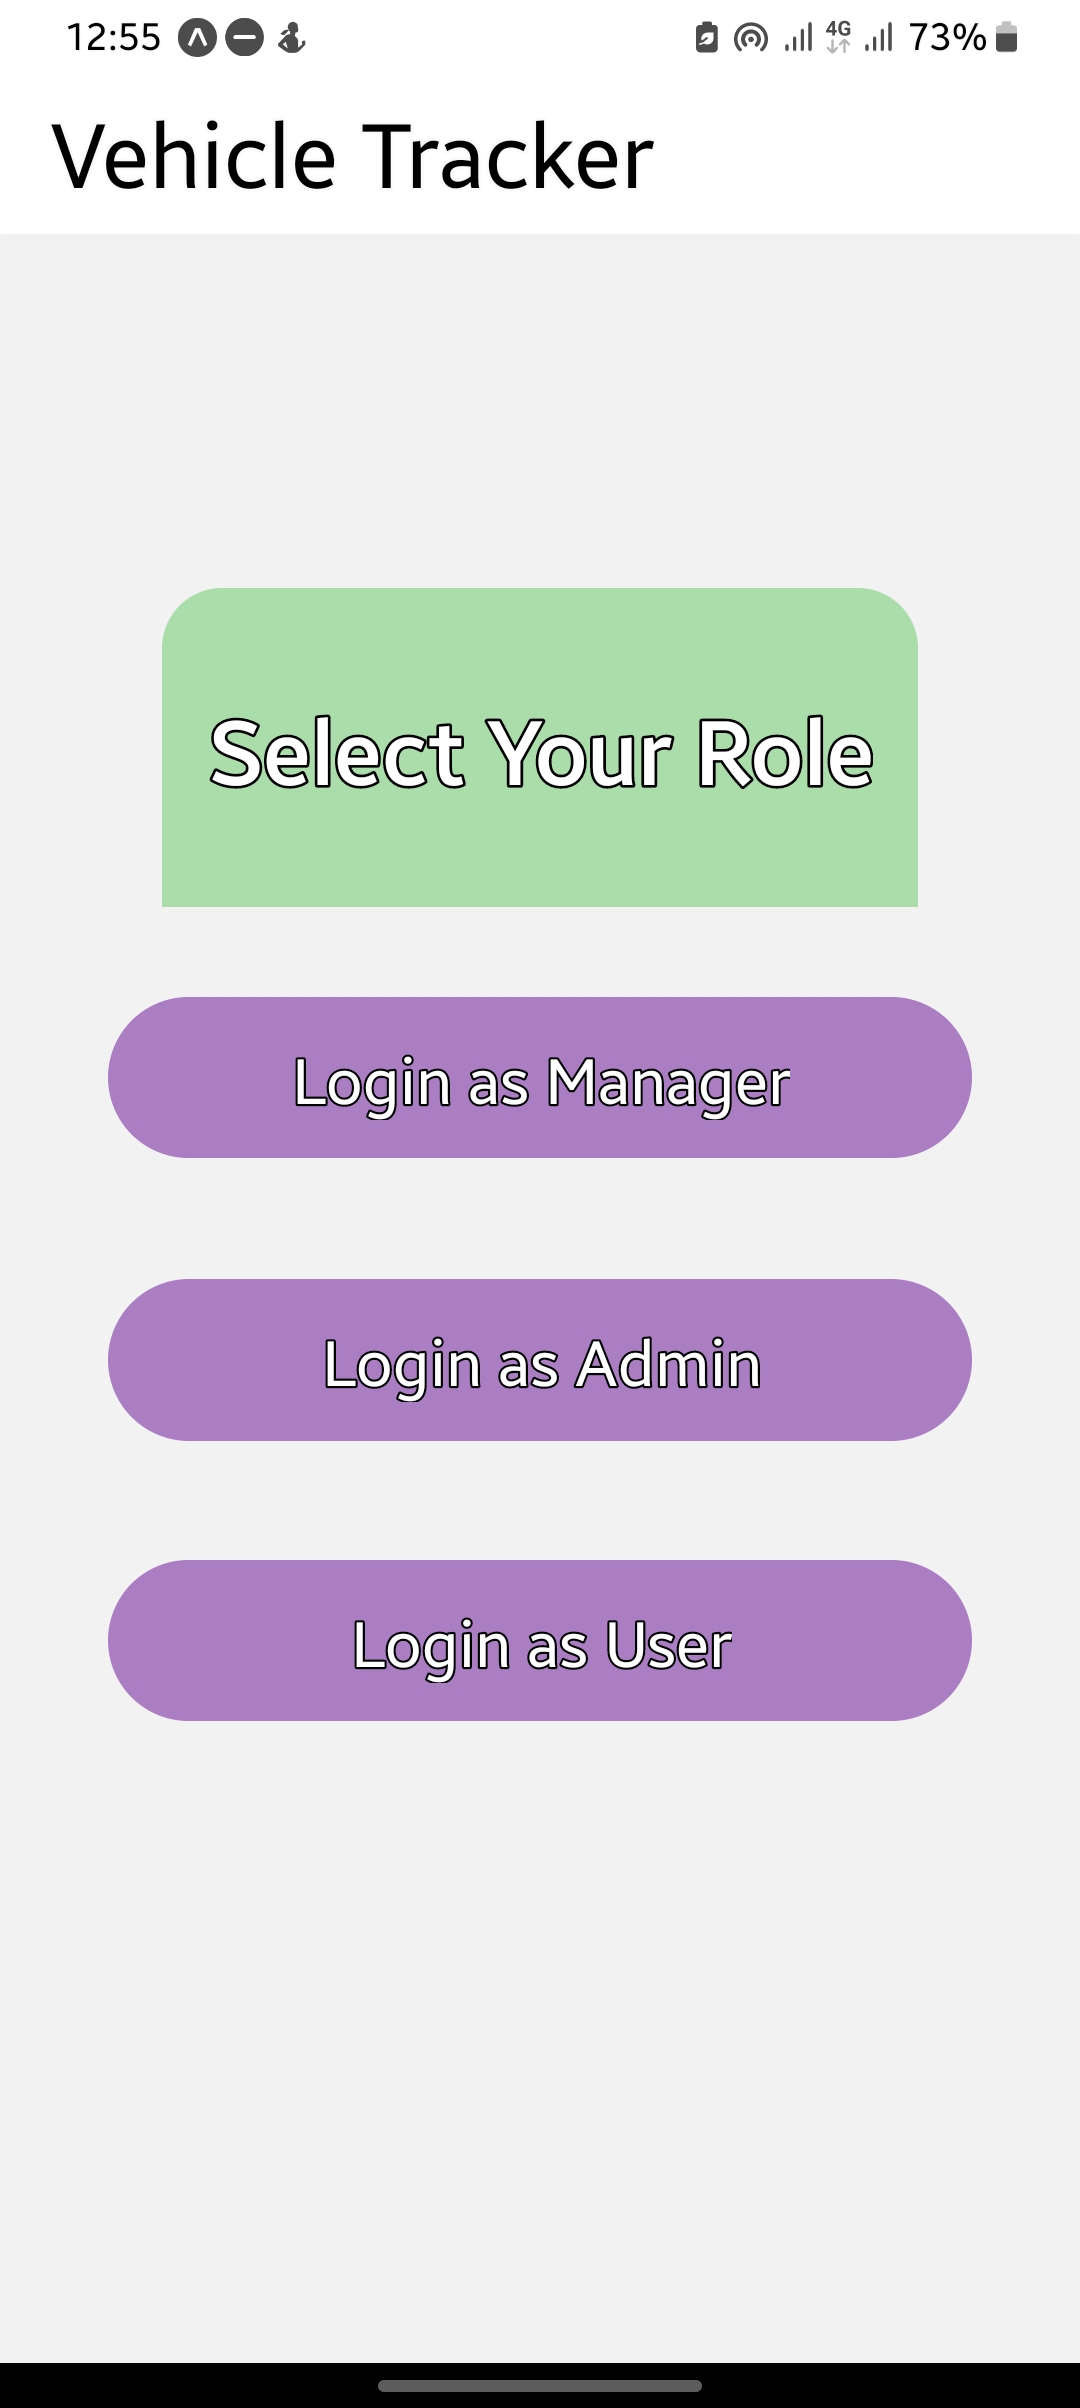 12:55 4G 73%
Vehicle Tracker
Select Your Role
Login as Manager
Login as Admin
Login as User